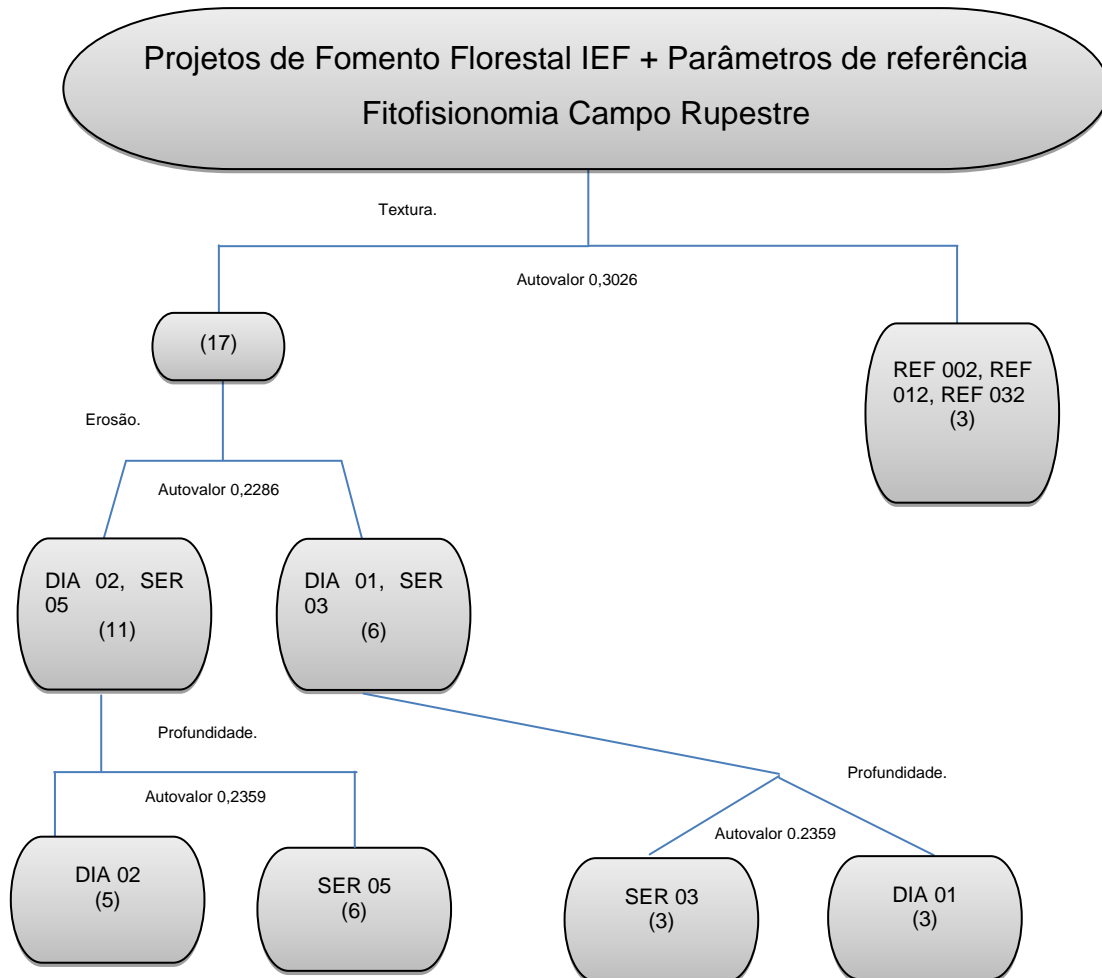 Projetos de Fomento Florestal IEF + Parâmetros de referência
Fitofisionomia Campo Rupestre
Textura.
Autovalor 0,3026
(17)
REF 002, REF
012, REF 032
(3)
Erosão.
Autovalor 0,2286
DIA 02, SER
05
(11)
DIA 01, SER
03
(6)
Profundidade.
Autovalor 0,2359
Profundidade.
Autovalor 0.2359
DIA 02
(5)
SER 05
(6)
SER 03
(3)
DIA 01
(3)